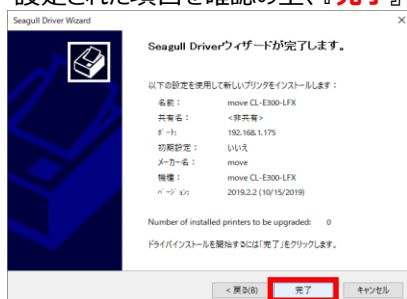 設定された項目を確認の上、『完了』
Seagull Driver Wizard
Seagull Driverウィザードが完了します。
以下の設定を使用して新しいプリンタをインストールします：
名前： move CL-E300-LFX
共有名： <非共有>
ﾎﾟｰﾄ: 192.168.1.175
初期設定： いいえ
メーカー名： move
機種： move CL-E300-LFX
ﾊﾞｰｼﾞｮﾝ: 2019.2.2 (10/15/2019)
Number of installed printers to be upgraded: 0
ドライバインストールを開始するには「完了」をクリックします。
< 戻る(B) 完了 キャンセル